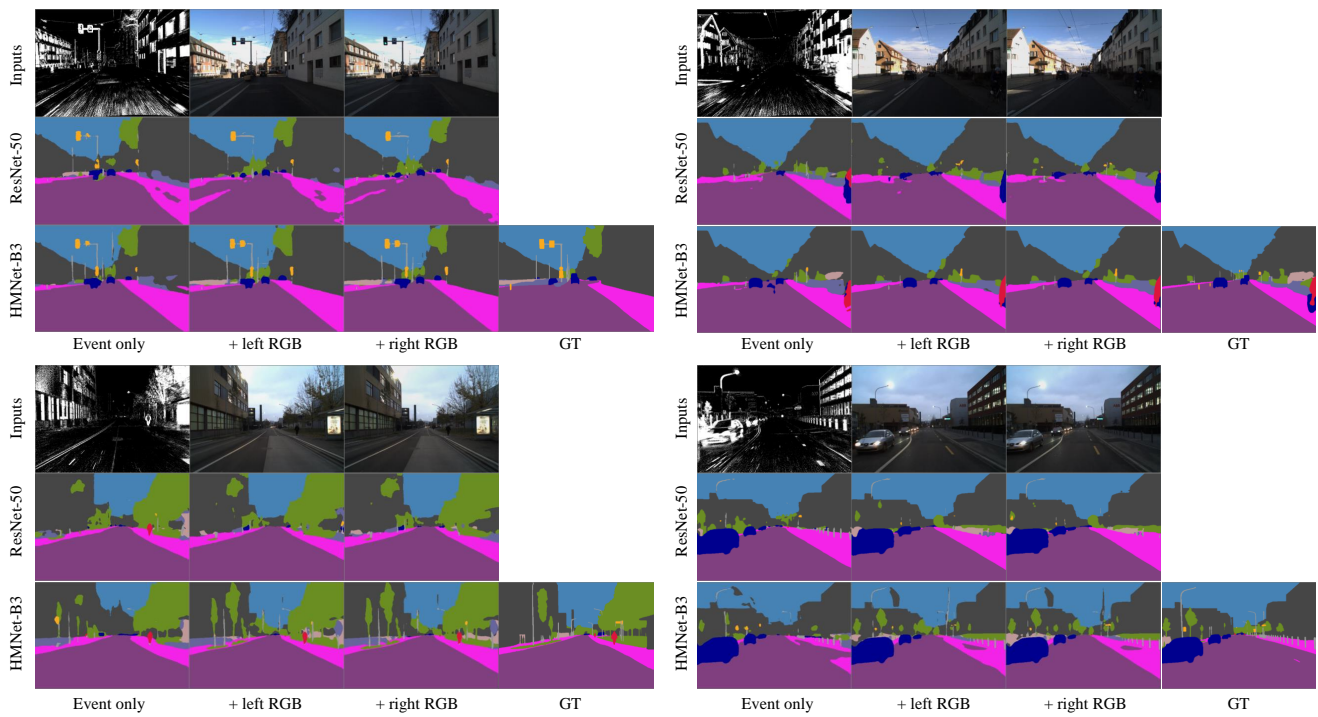 Inputs
Inputs
ResNet-50
ResNet-50
HMNet-B3
HMNet-B3
Event only + left RGB + right RGB GT
Event only + left RGB + right RGB GT
Inputs
Inputs
ResNet-50
ResNet-50
HMNet-B3
HMNet-B3
Event only + left RGB + right RGB GT
Event only + left RGB + right RGB GT